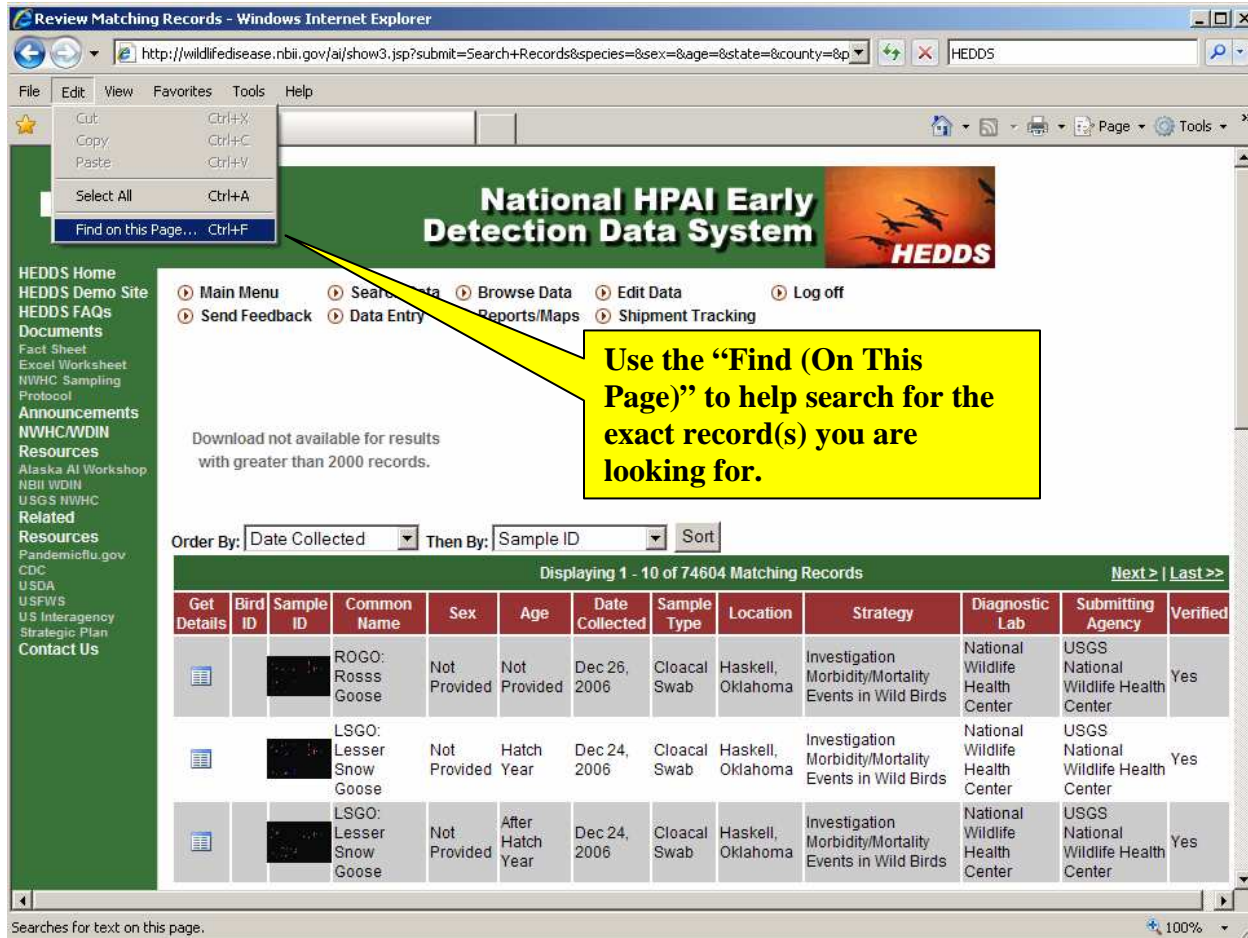 Review Matching Records - Windows Internet Explorer
http://wildlifedisease.nbii.gov/ai/show3.jsp?submit=Search+Records&species=&sex=&age=&state=&county=&p
HEDDS
File Edit View Favorites Tools Help
Cut Ctrl+X
Copy Ctrl+C
Paste Ctrl+V
Select All Ctrl+A
Find on this Page... Ctrl+F
Page Tools
National HPAI Early
Detection Data System
HEDDS
HEDDS Home
HEDDS Demo Site
HEDDS FAQs
Documents
Fact Sheet
Excel Worksheet
NWHC Sampling
Protocol
Announcements
NWHC/WDIN
Resources
Alaska AI Workshop
NBII WDIN
USGS NWHC
Related
Resources
Pandemicflu.gov
CDC
USDA
USFWS
US Interagency
Strategic Plan
Contact Us
Main Menu Search Data Browse Data Edit Data Log off
Send Feedback Data Entry Reports/Maps Shipment Tracking
Use the “Find (On This
Page)” to help search for the
exact record(s) you are
looking for.
Download not available for results
with greater than 2000 records.
Order By: Date Collected Then By: Sample ID Sort
Displaying 1 - 10 of 74604 Matching Records Next > | Last >>
Get Details Bird ID Sample ID Common Name Sex Age Date Collected Sample Type Location Strategy Diagnostic Lab Submitting Agency Verified
ROGO: Rosss Goose Not Provided Not Provided Dec 26, 2006 Cloacal Swab Haskell, Oklahoma Investigation Morbidity/Mortality Events in Wild Birds National Wildlife Health Center USGS National Wildlife Health Center Yes
LSGO: Lesser Snow Goose Not Provided Hatch Year Dec 24, 2006 Cloacal Swab Haskell, Oklahoma Investigation Morbidity/Mortality Events in Wild Birds National Wildlife Health Center USGS National Wildlife Health Center Yes
LSGO: Lesser Snow Goose Not Provided After Hatch Year Dec 24, 2006 Cloacal Swab Haskell, Oklahoma Investigation Morbidity/Mortality Events in Wild Birds National Wildlife Health Center USGS National Wildlife Health Center Yes
Searches for text on this page. 100%